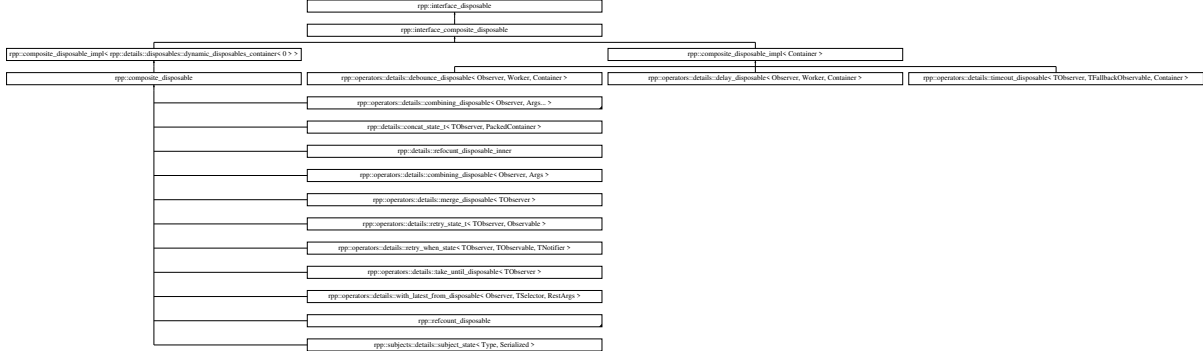 rpp::interface_disposable
rpp::interface_composite_disposable
rpp::composite_disposable_impl< rpp::details::disposables::dynamic_disposables_container< 0 > >
rpp::composite_disposable_impl< Container >
rpp::composite_disposable
rpp::operators::details::debounce_disposable< Observer, Worker, Container >
rpp::operators::details::delay_disposable< Observer, Worker, Container >
rpp::operators::details::timeout_disposable< TObserver, TFallbackObservable, Container >
rpp::operators::details::combining_disposable< Observer, Args... >
rpp::details::concat_state_t< TObserver, PackedContainer >
rpp::details::refocunt_disposable_inner
rpp::operators::details::combining_disposable< Observer, Args >
rpp::operators::details::merge_disposable< TObserver >
rpp::operators::details::retry_state_t< TObserver, Observable >
rpp::operators::details::retry_when_state< TObserver, TObservable, TNotifier >
rpp::operators::details::take_until_disposable< TObserver >
rpp::operators::details::with_latest_from_disposable< Observer, TSelector, RestArgs >
rpp::refcount_disposable
rpp::subjects::details::subject_state< Type, Serialized >